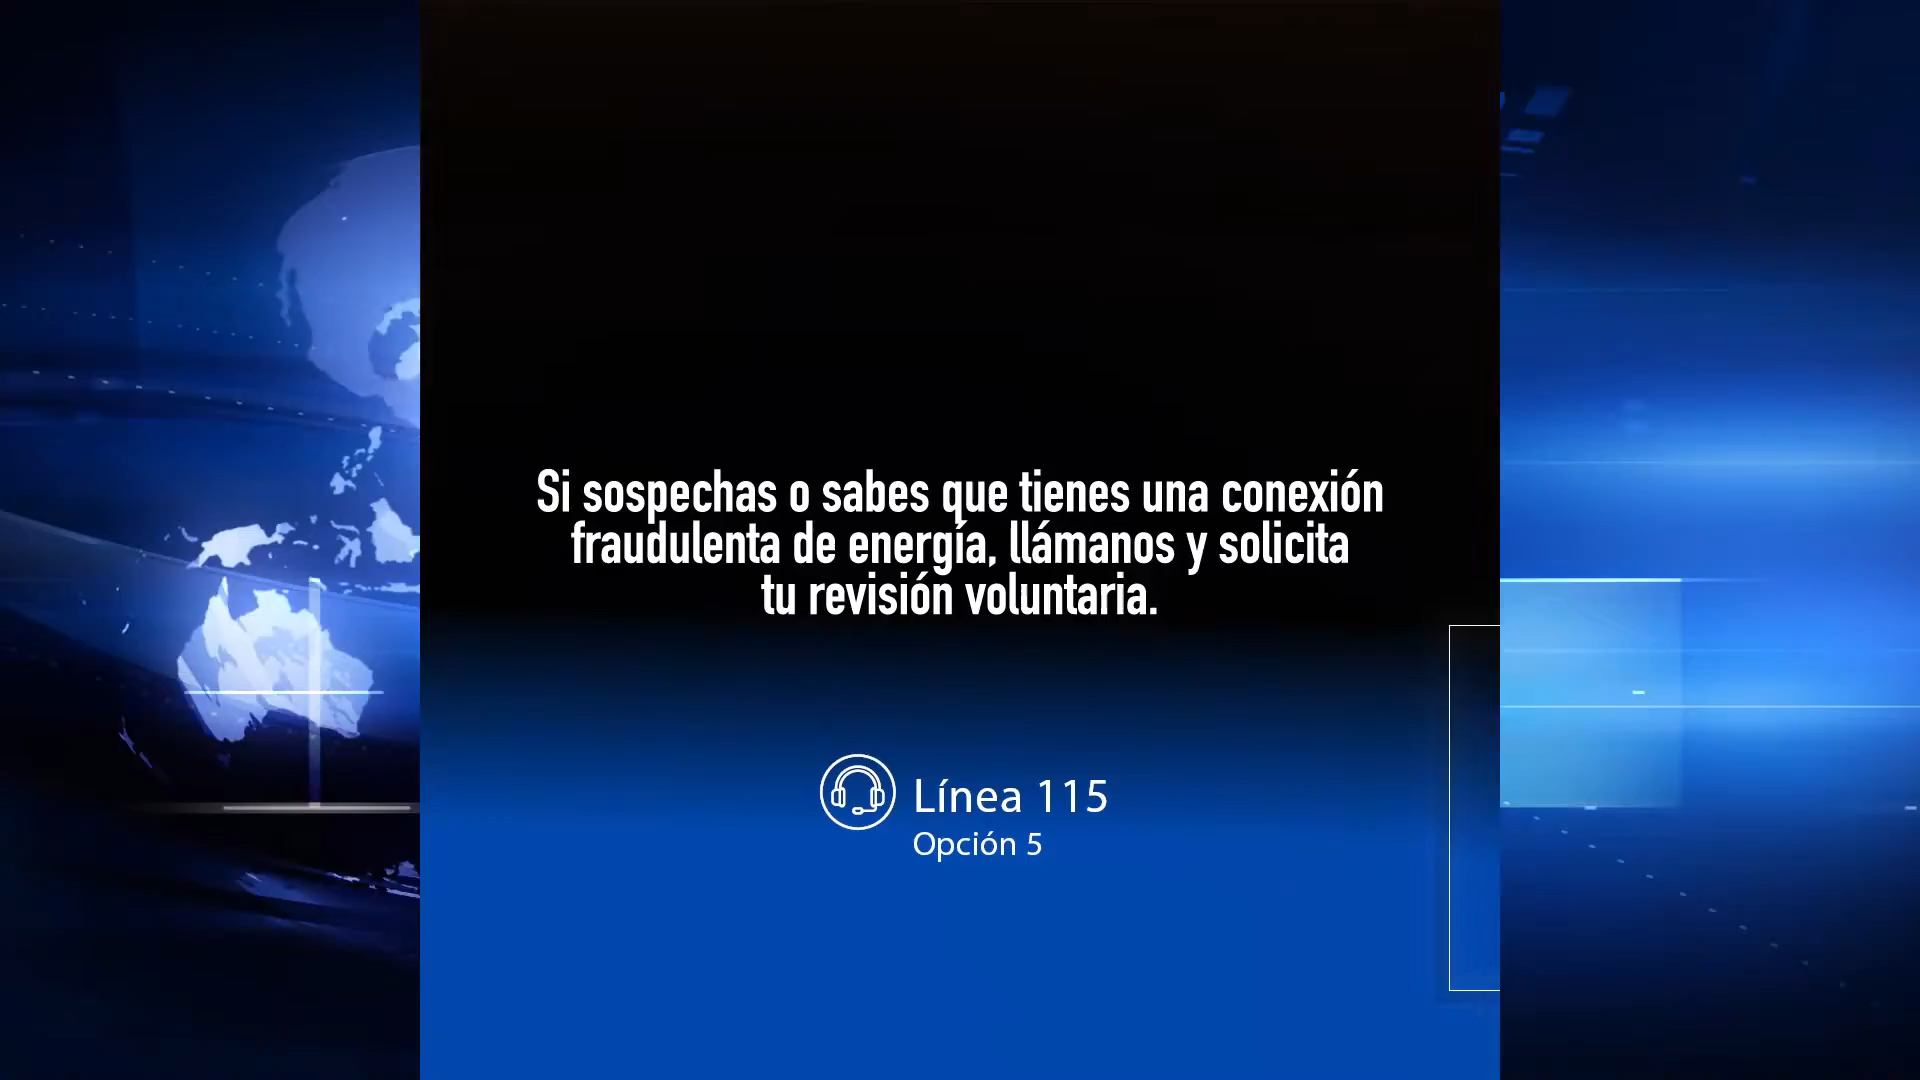 Si sospechas o sabes que tienes una conexión
fraudulenta de energía, llámanos y solicita
tu revisión voluntaria.
Línea 115
Opción 5